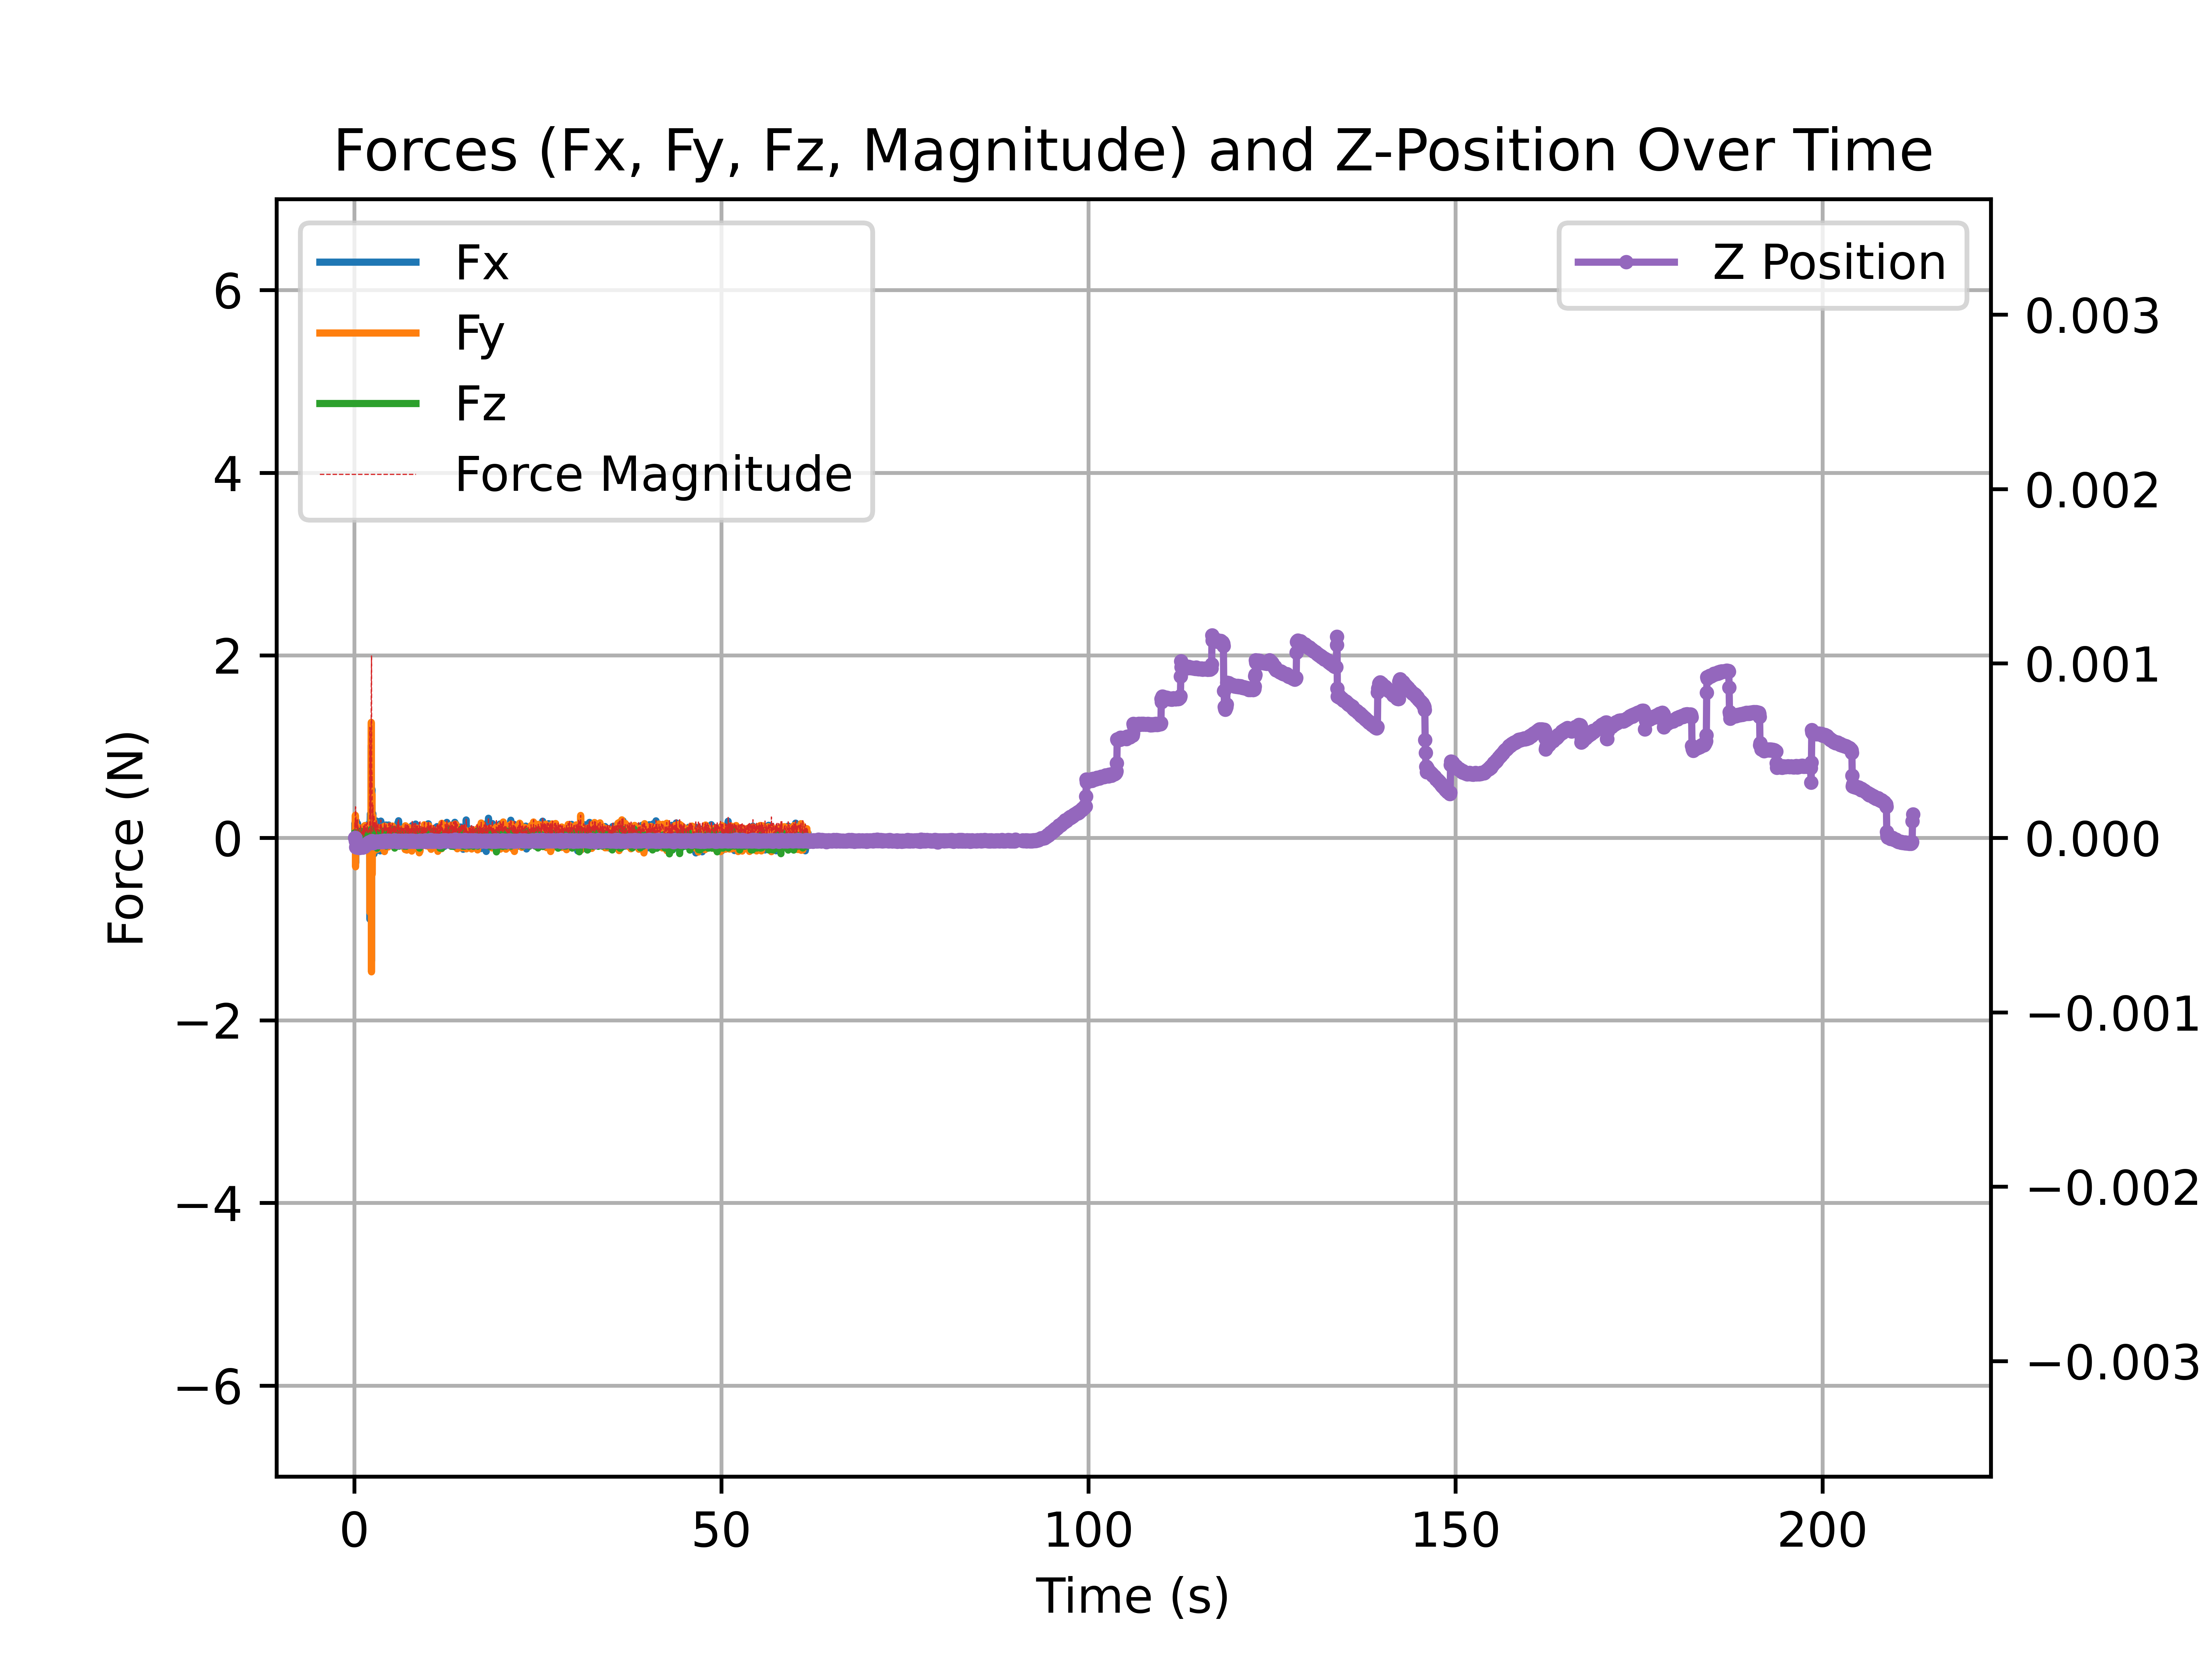 Forces (Fx, Fy, Fz, Magnitude) and Z-Position Over Time
Fx
Fy
Fz
Force Magnitude
Z Position
6
4
2
0
−2
−4
−6
Force (N)
0.003
0.002
0.001
0.000
−0.001
−0.002
−0.003
0
50
100
150
200
Time (s)